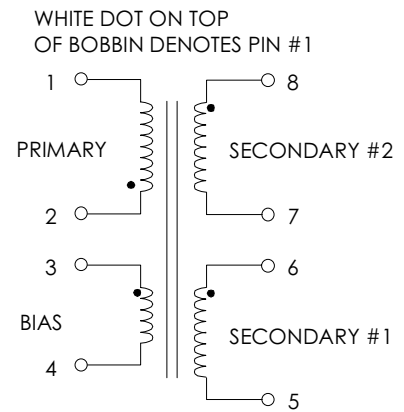 WHITE DOT ON TOP
OF BOBBIN DENOTES PIN #1
1
8
PRIMARY
SECONDARY #2
2
7
3
6
BIAS
SECONDARY #1
4
5